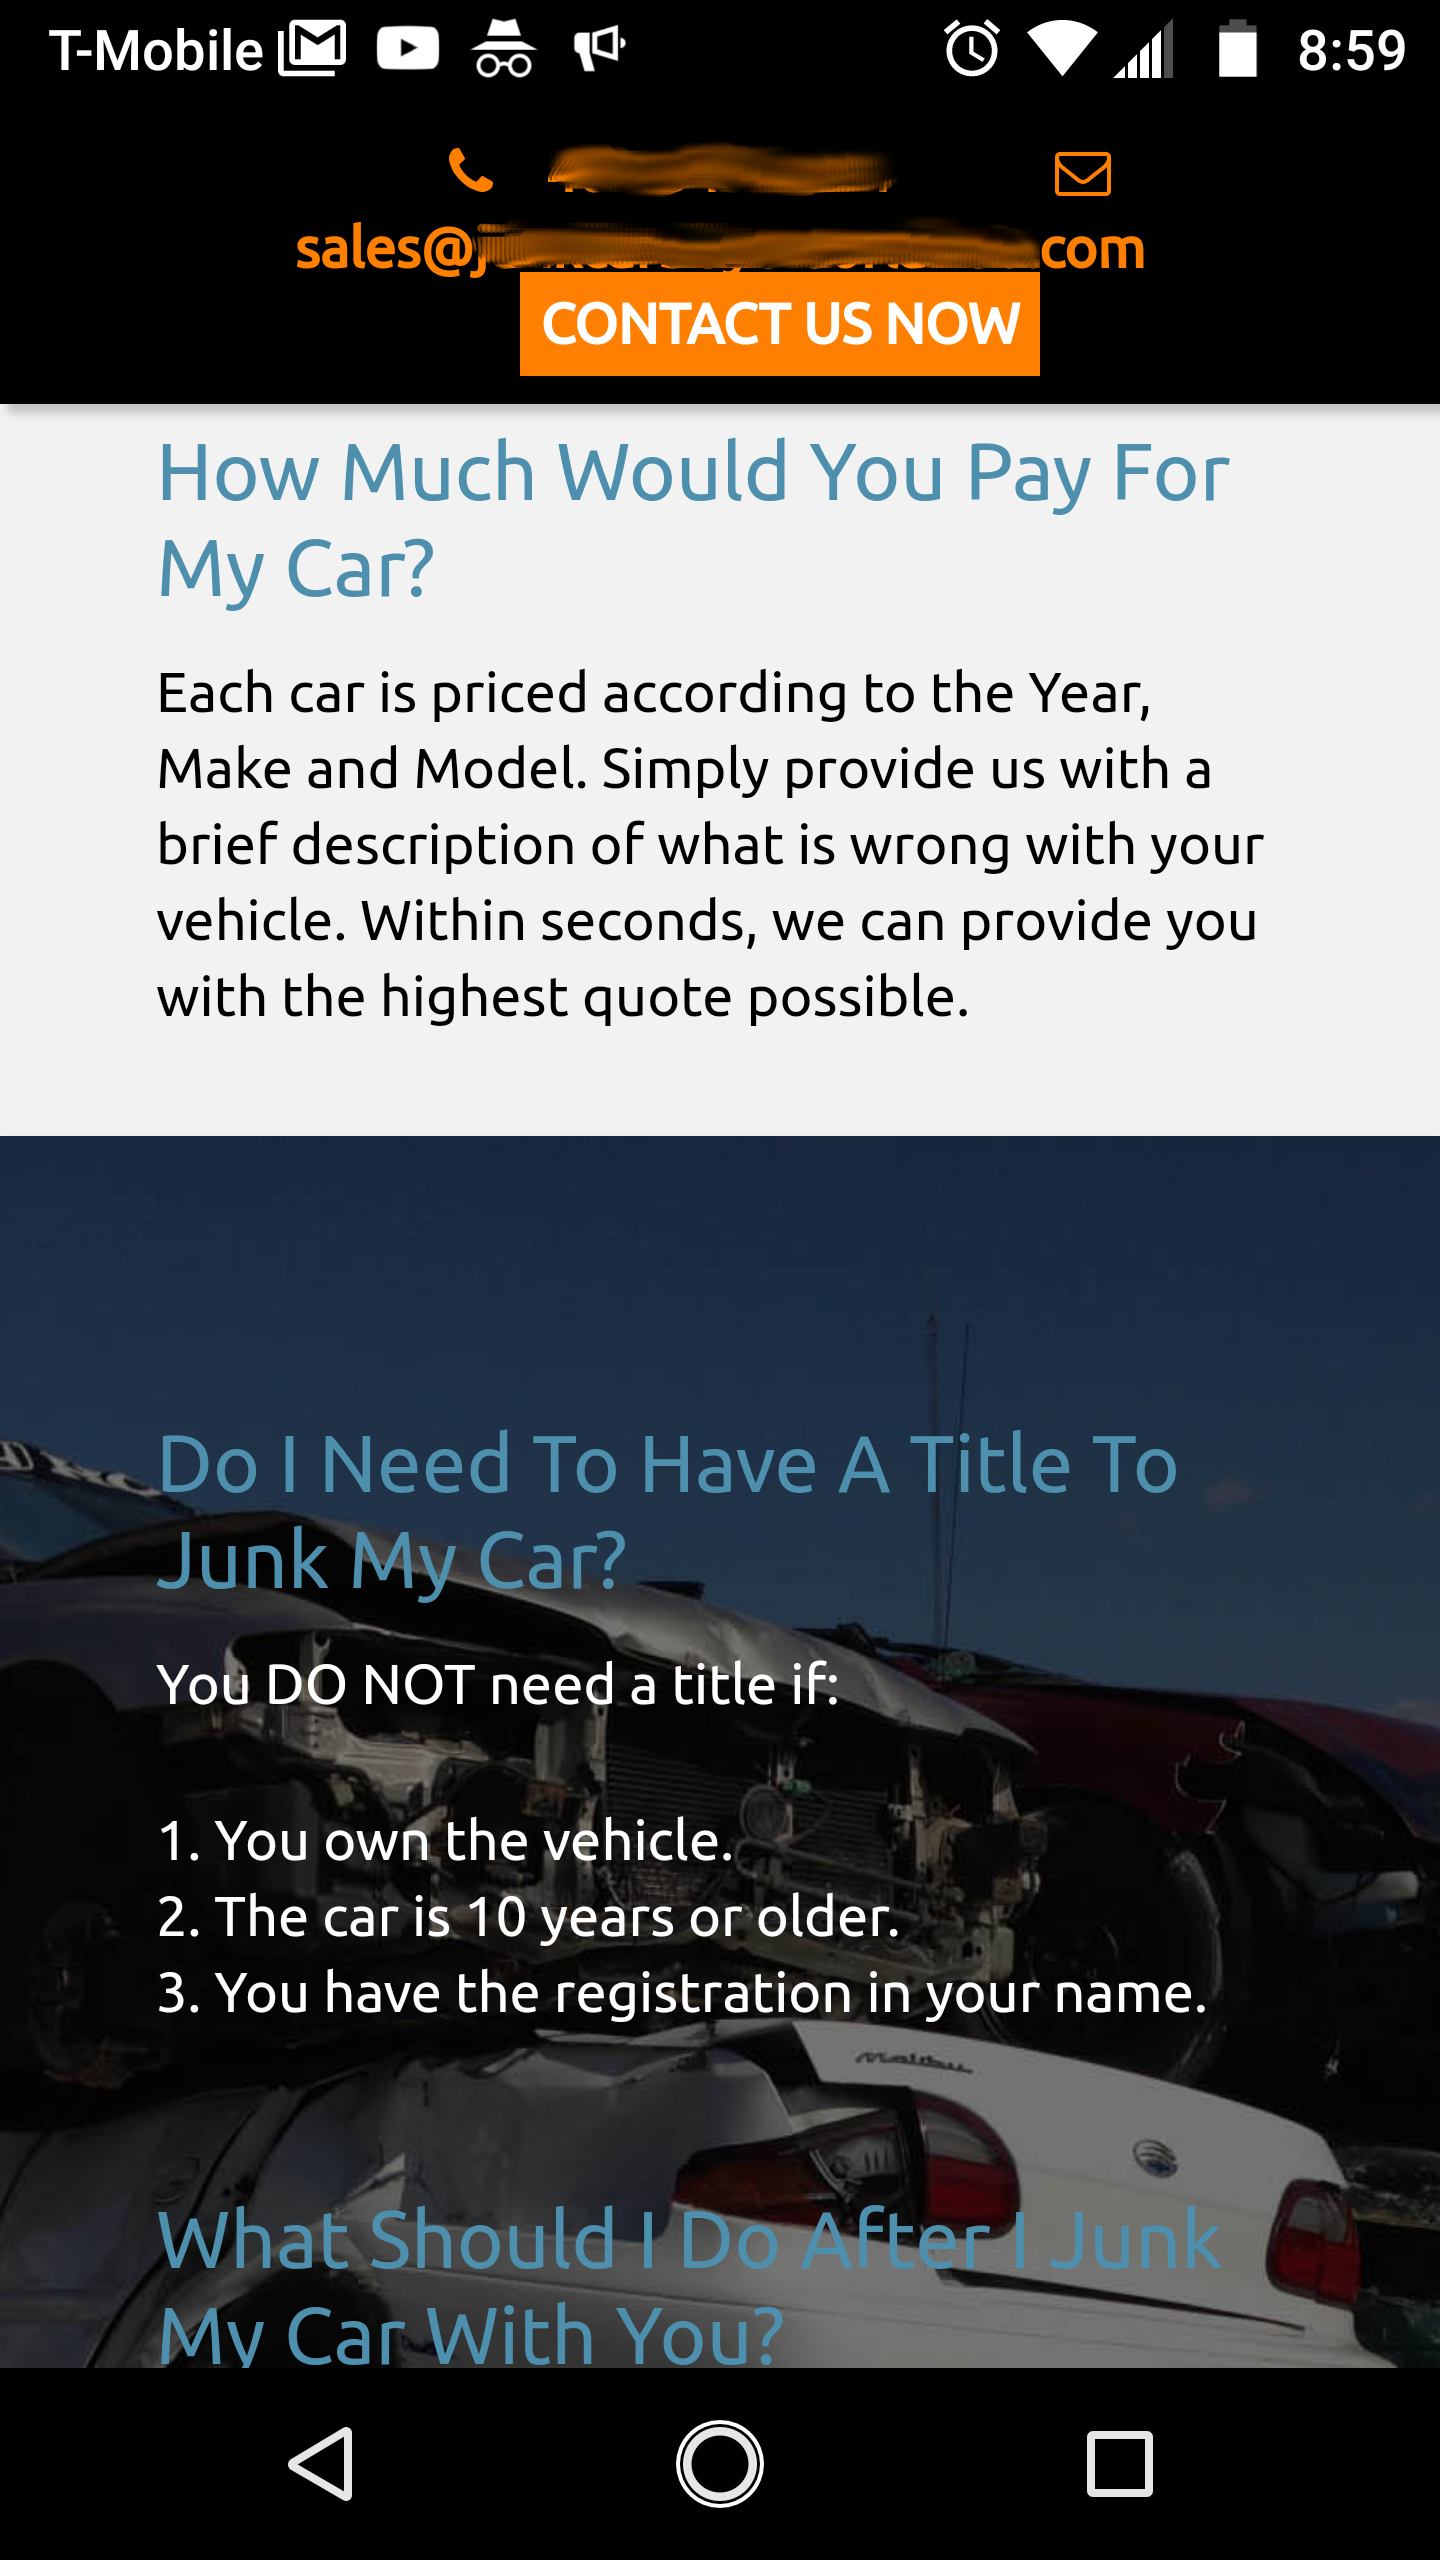 T-Mobile 8:59
sales@ .com
CONTACT US NOW
How Much Would You Pay For
My Car?
Each car is priced according to the Year,
Make and Model. Simply provide us with a
brief description of what is wrong with your
vehicle. Within seconds, we can provide you
with the highest quote possible.
Do I Need To Have A Title To
Junk My Car?
You DO NOT need a title if:
1. You own the vehicle.
2. The car is 10 years or older.
3. You have the registration in your name.
Malibu
What Should I Do After I Junk
My Car With You?